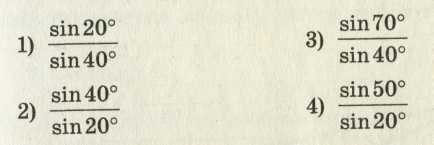 1) sin 20° / sin 40°
2) sin 40° / sin 20°
3) sin 70° / sin 40°
4) sin 50° / sin 20°